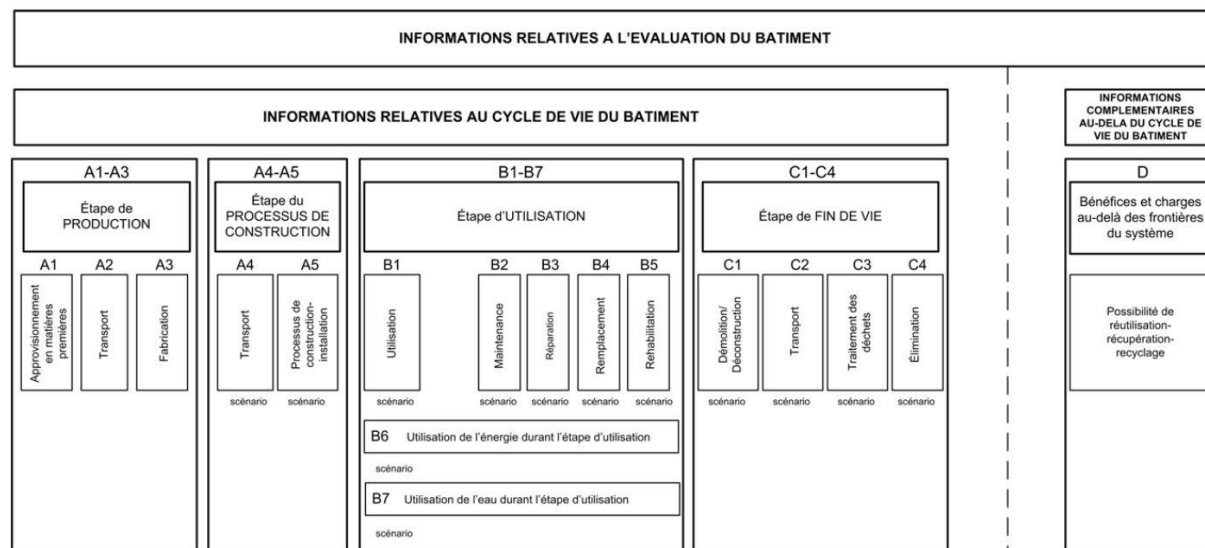 INFORMATIONS RELATIVES A L'EVALUATION DU BATIMENT
INFORMATIONS RELATIVES AU CYCLE DE VIE DU BATIMENT
INFORMATIONS
COMPLEMENTAIRES
AU-DELA DU CYCLE DE
VIE DU BATIMENT
A1-A3
Étape de
PRODUCTION
A1
A2
A3
Approvisionnement
en matières
premières
Transport
Fabrication
A4-A5
Étape du
PROCESSUS DE
CONSTRUCTION
A4
A5
Transport
Processus de
construction-
installation
scénario
scénario
B1-B7
Étape d'UTILISATION
B1
B2
B3
B4
B5
Utilisation
Maintenance
Réparation
Remplacement
Rehabilitation
scénario
scénario
scénario
scénario
scénario
B6 Utilisation de l'énergie durant l'étape d'utilisation
scénario
B7 Utilisation de l'eau durant l'étape d'utilisation
scénario
C1-C4
Étape de FIN DE VIE
C1
C2
C3
C4
Démolition/
Déconstruction
Transport
Traitement des
déchets
Élimination
scénario
scénario
scénario
scénario
D
Bénéfices et charges
au-delà des frontières
du système
Possibilité de
réutilisation-
récupération-
recyclage